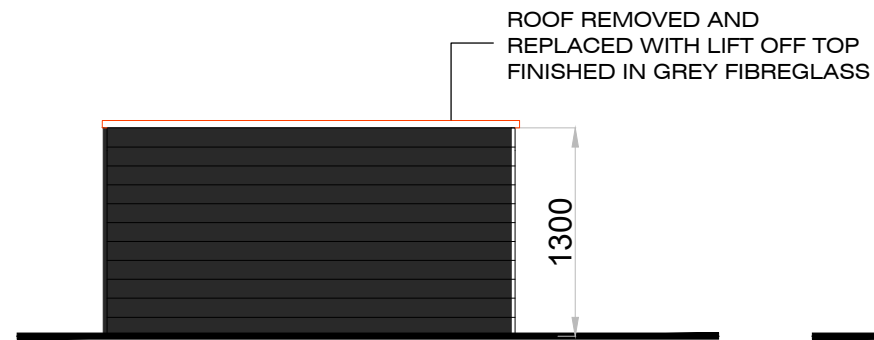 ROOF REMOVED AND
REPLACED WITH LIFT OFF TOP
FINISHED IN GREY FIBREGLASS
1300